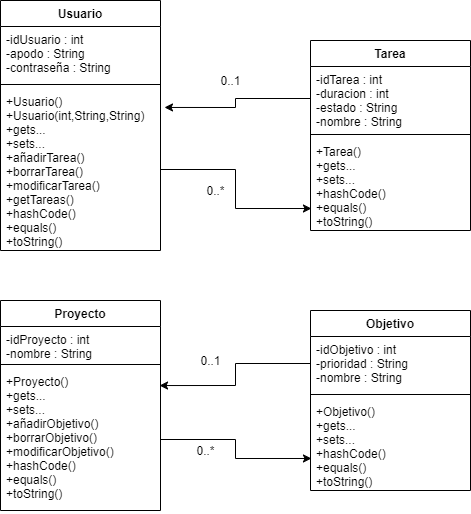 Usuario
-idUsuario : int
-apodo : String
-contraseña : String
+Usuario()
+Usuario(int,String,String)
+gets...
+sets...
+añadirTarea()
+borrarTarea()
+modificarTarea()
+getTareas()
+hashCode()
+equals()
+toString()
0..1
0..*
Tarea
-idTarea : int
-duracion : int
-estado : String
-nombre : String
+Tarea()
+gets...
+sets...
+hashCode()
+equals()
+toString()
Proyecto
-idProyecto : int
-nombre : String
+Proyecto()
+gets...
+sets...
+añadirObjetivo()
+borrarObjetivo()
+modificarObjetivo()
+hashCode()
+equals()
+toString()
0..1
0..*
Objetivo
-idObjetivo : int
-prioridad : String
-nombre : String
+Objetivo()
+gets...
+sets...
+hashCode()
+equals()
+toString()